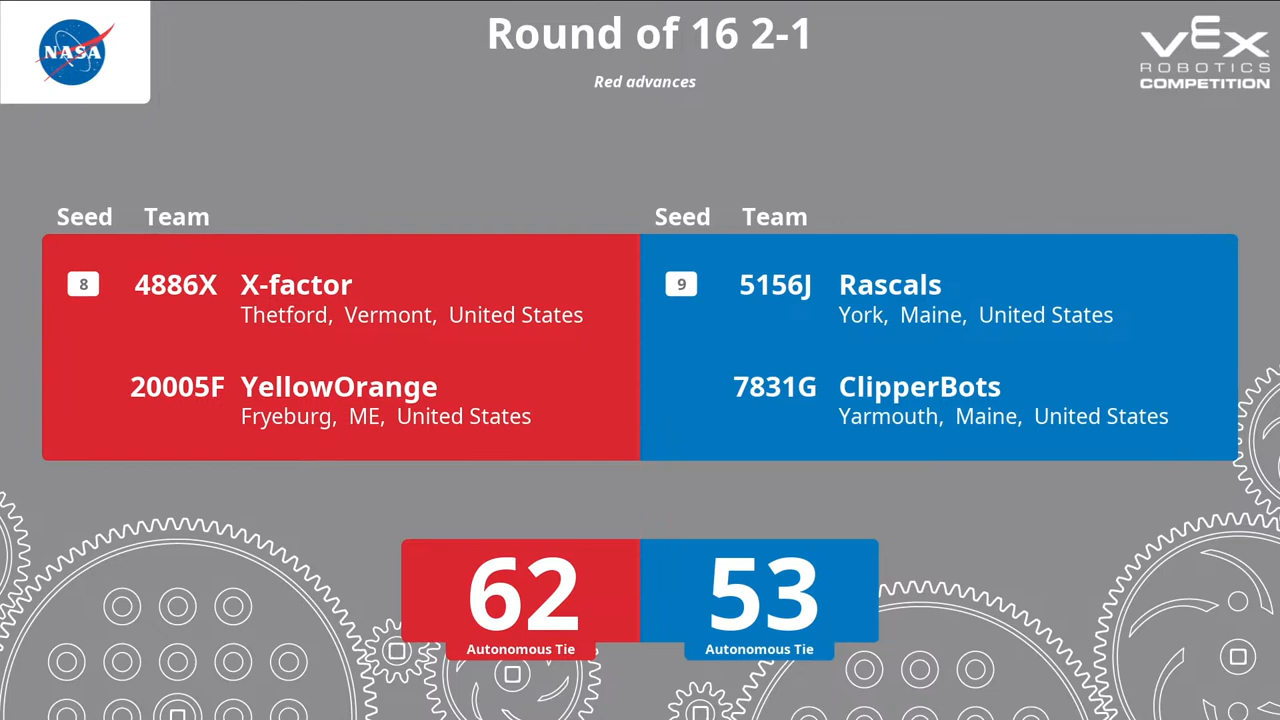 NASA
Round of 16 2-1
Red advances
VEX
ROBOTICS
COMPETITION
Seed Team
8 4886X X-factor
Thetford, Vermont, United States
20005F YellowOrange
Fryeburg, ME, United States
Seed Team
9 5156J Rascals
York, Maine, United States
7831G ClipperBots
Yarmouth, Maine, United States
62
Autonomous Tie
53
Autonomous Tie